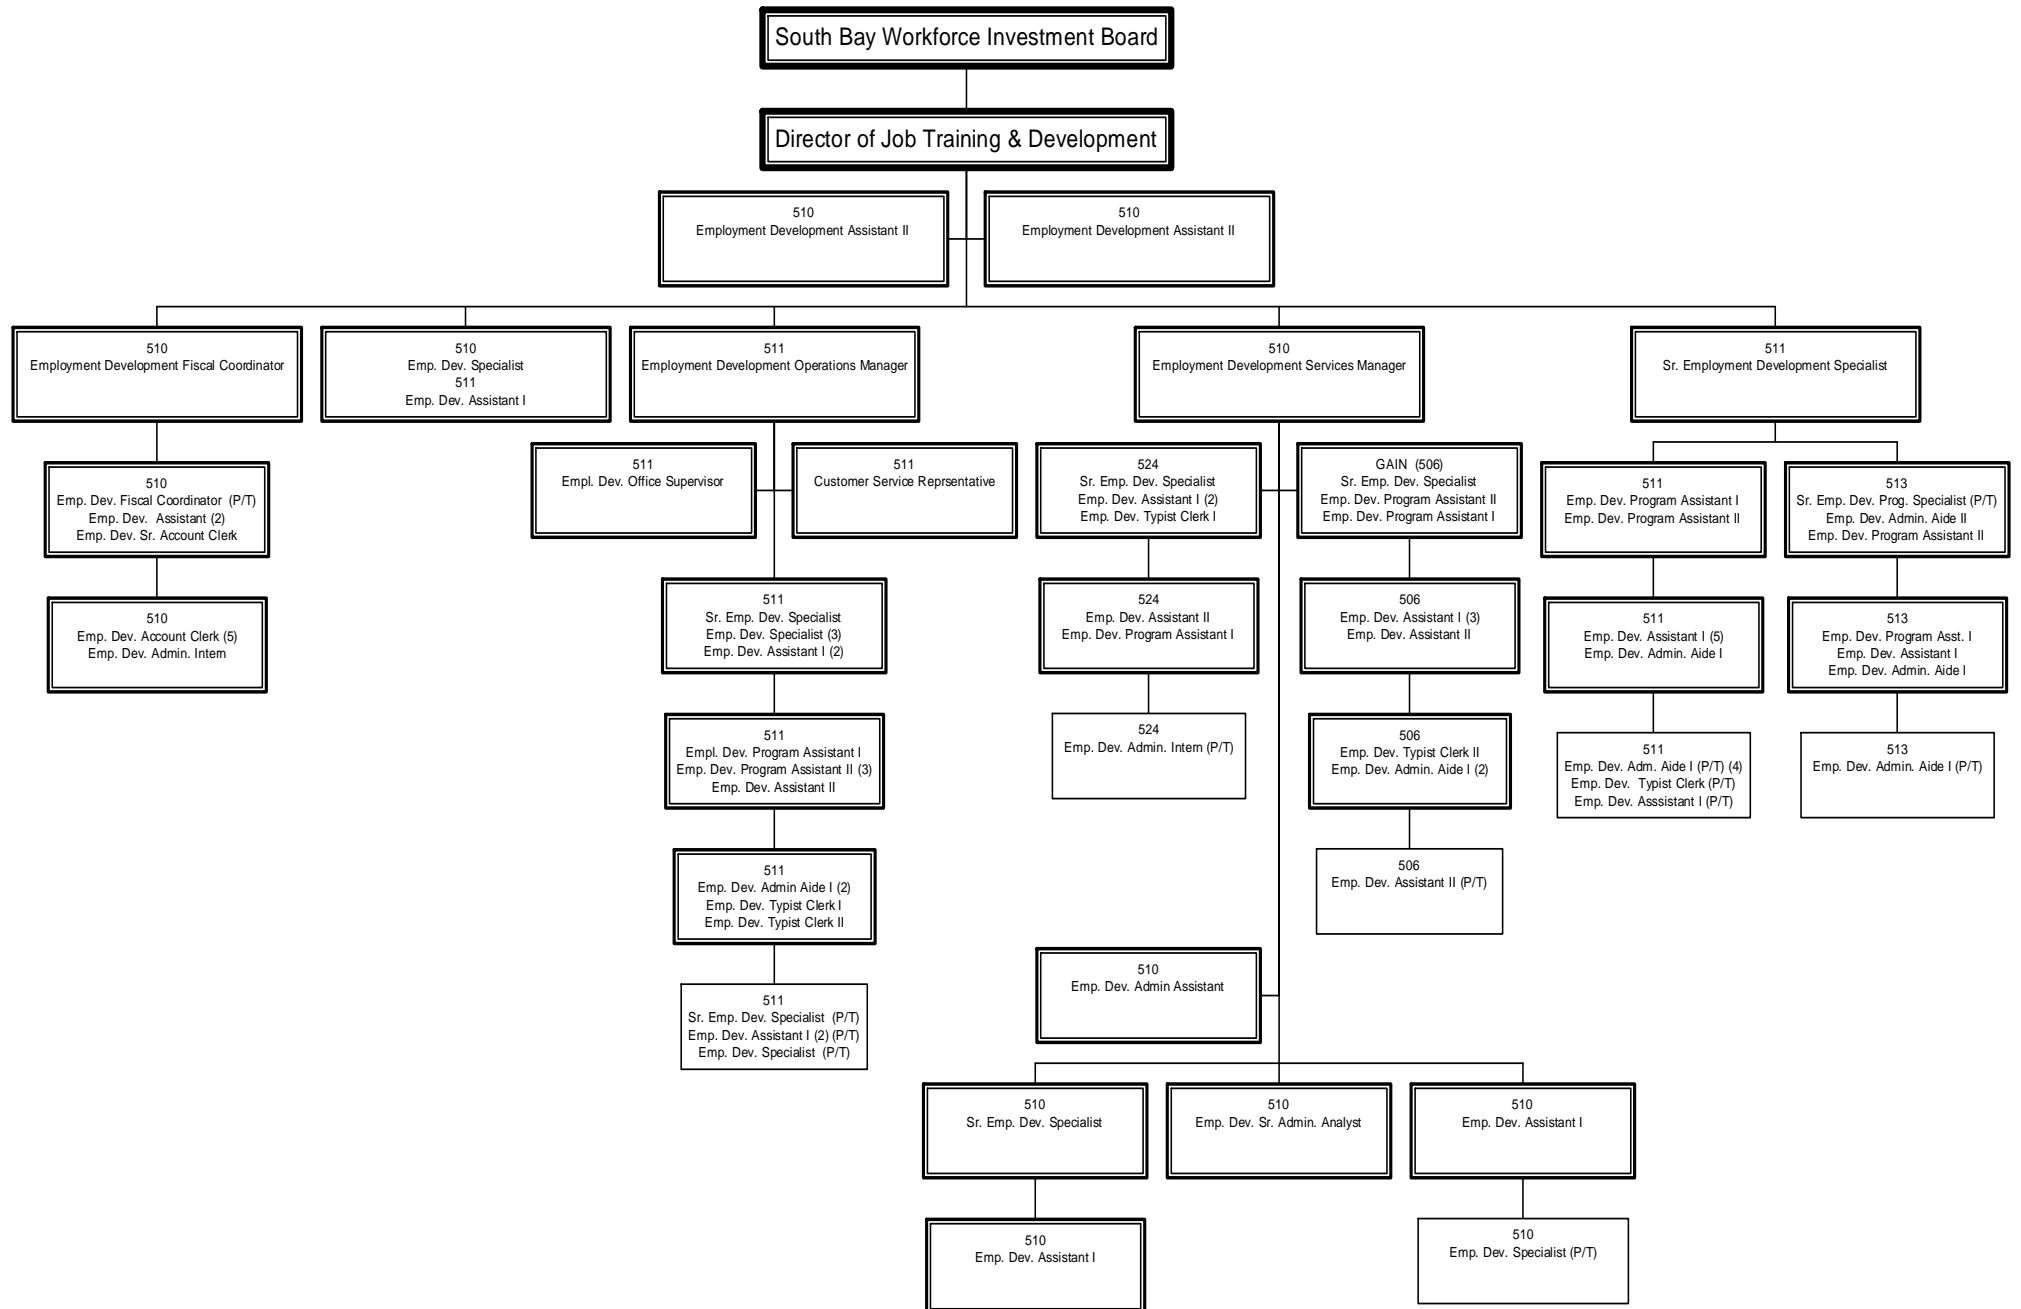 South Bay Workforce Investment Board
Director of Job Training & Development
510
Employment Development Assistant II
510
Employment Development Assistant II
510
Employment Development Fiscal Coordinator
510
Emp. Dev. Specialist
511
Emp. Dev. Assistant I
511
Employment Development Operations Manager
510
Employment Development Services Manager
511
Sr. Employment Development Specialist
510
Emp. Dev. Fiscal Coordinator (P/T)
Emp. Dev. Assistant (2)
Emp. Dev. Sr. Account Clerk
510
Emp. Dev. Account Clerk (5)
Emp. Dev. Admin. Intern
511
Empl. Dev. Office Supervisor
511
Customer Service Reprsentative
511
Sr. Emp. Dev. Specialist
Emp. Dev. Specialist (3)
Emp. Dev. Assistant I (2)
511
Empl. Dev. Program Assistant I
Emp. Dev. Program Assistant II (3)
Emp. Dev. Assistant II
511
Emp. Dev. Admin Aide I (2)
Emp. Dev. Typist Clerk I
Emp. Dev. Typist Clerk II
511
Sr. Emp. Dev. Specialist (P/T)
Emp. Dev. Assistant I (2) (P/T)
Emp. Dev. Specialist (P/T)
524
Sr. Emp. Dev. Specialist
Emp. Dev. Assistant I (2)
Emp. Dev. Typist Clerk I
524
Emp. Dev. Assistant II
Emp. Dev. Program Assistant I
524
Emp. Dev. Admin. Intern (P/T)
GAIN (506)
Sr. Emp. Dev. Specialist
Emp. Dev. Program Assistant II
Emp. Dev. Program Assistant I
506
Emp. Dev. Assistant I (3)
Emp. Dev. Assistant II
506
Emp. Dev. Typist Clerk II
Emp. Dev. Admin. Aide I (2)
506
Emp. Dev. Assistant II (P/T)
510
Emp. Dev. Admin Assistant
510
Sr. Emp. Dev. Specialist
510
Emp. Dev. Sr. Admin. Analyst
510
Emp. Dev. Assistant I
510
Emp. Dev. Assistant I
510
Emp. Dev. Specialist (P/T)
511
Emp. Dev. Program Assistant I
Emp. Dev. Program Assistant II
511
Emp. Dev. Assistant I (5)
Emp. Dev. Admin. Aide I
511
Emp. Dev. Adm. Aide I (P/T) (4)
Emp. Dev. Typist Clerk (P/T)
Emp. Dev. Asssistant I (P/T)
513
Sr. Emp. Dev. Prog. Specialist (P/T)
Emp. Dev. Admin. Aide II
Emp. Dev. Program Assistant II
513
Emp. Dev. Program Asst. I
Emp. Dev. Assistant I
Emp. Dev. Admin. Aide I
513
Emp. Dev. Admin. Aide I (P/T)